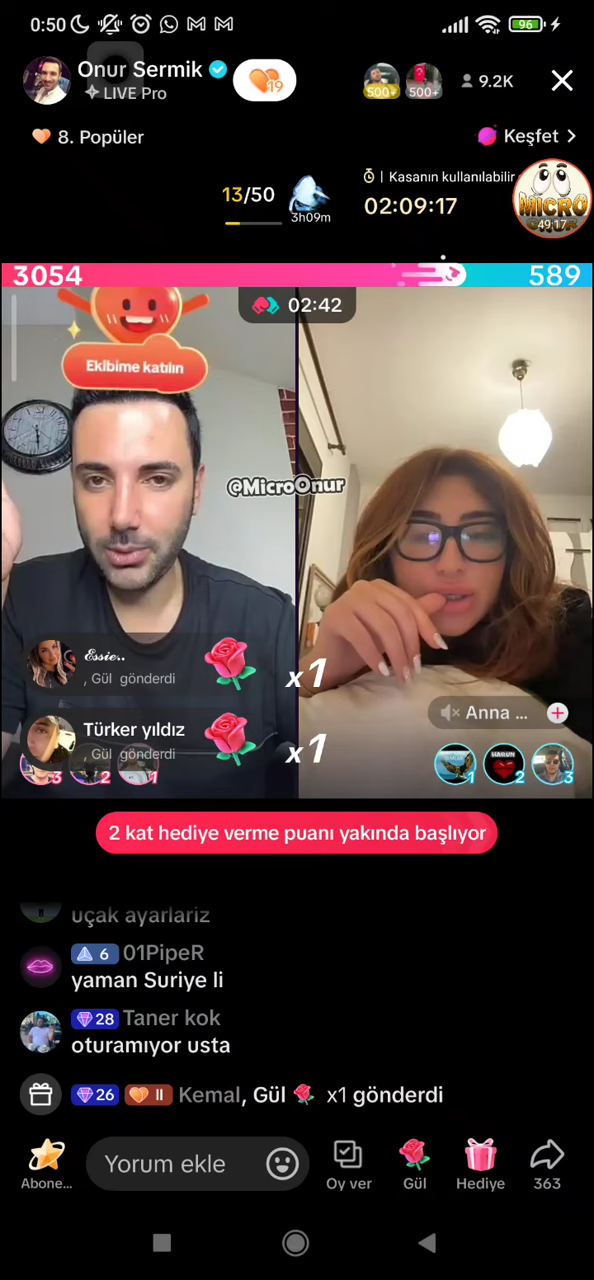 0:50
96
Onur Sermik
LIVE Pro
19
500+
500+
9.2K
8. Popüler
Keşfet
13/50
3h09m
| Kasanın kullanılabilir
02:09:17
MICRO
49:17
3054
589
02:42
Ekibime katılın
@MicroOnur
Essie..
, Gül gönderdi
x1
Türker yıldız
, Gül gönderdi
x1
3
2
1
Anna ...
HARUN
1
2
3
2 kat hediye verme puanı yakında başlıyor
uçak ayarlariz
6 01PipeR
yaman Suriye li
28 Taner kok
oturamıyor usta
26 II Kemal, Gül x1 gönderdi
Abone...
Yorum ekle
Oy ver
Gül
Hediye
363